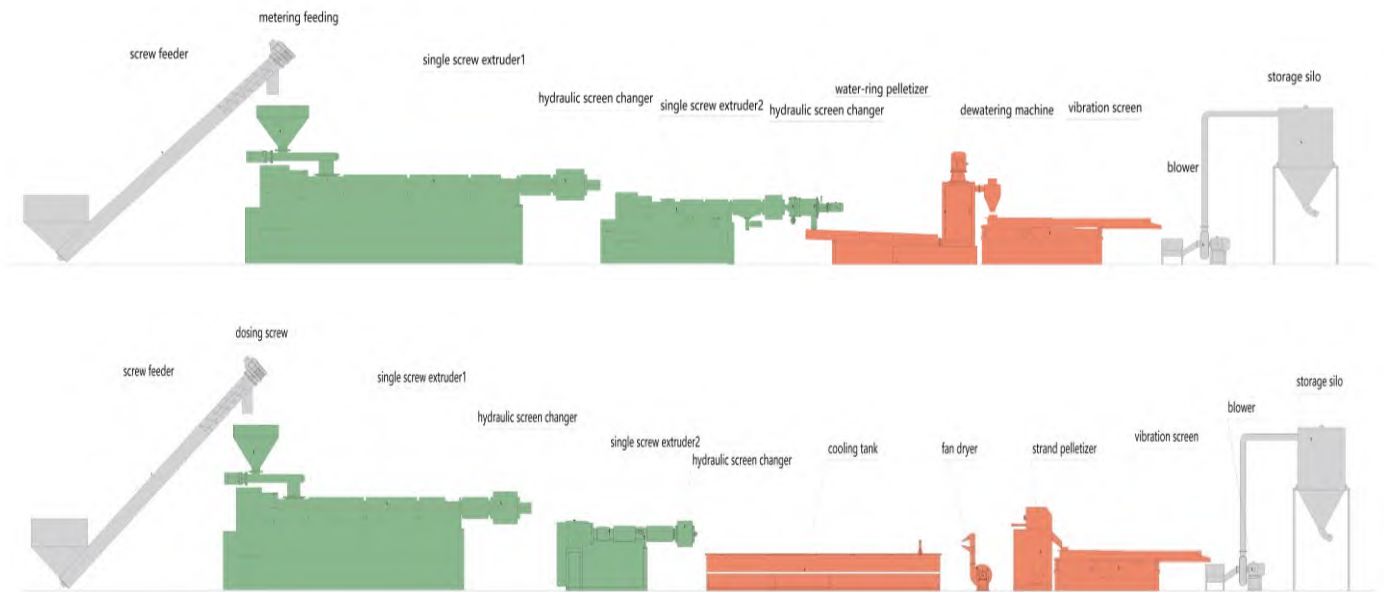 metering feeding
screw feeder
single screw extruder1
hydraulic screen changer
single screw extruder2
water-ring pelletizer
hydraulic screen changer
dewatering machine
vibration screen
blower
storage silo
dosing screw
screw feeder
single screw extruder1
hydraulic screen changer
single screw extruder2
hydraulic screen changer
cooling tank
fan dryer
strand pelletizer
vibration screen
blower
storage silo